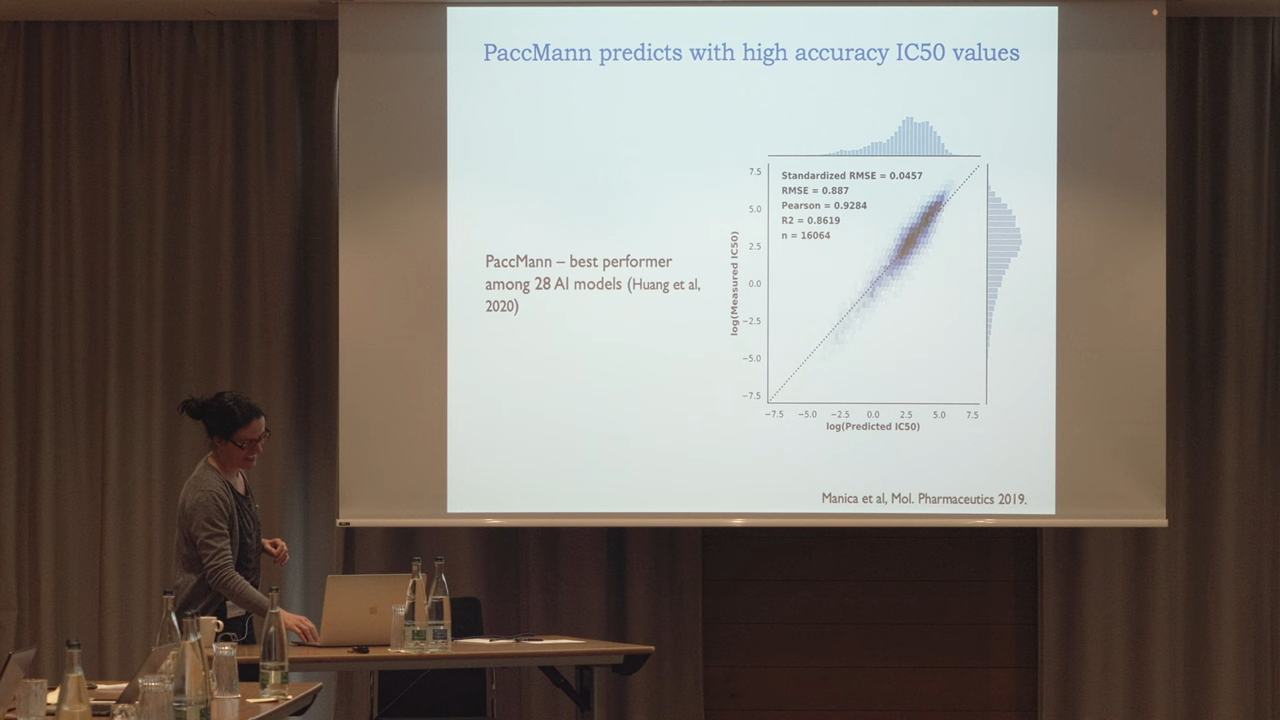 PaccMann predicts with high accuracy IC50 values
PaccMann – best performer
among 28 AI models (Huang et al,
2020)
Standardized RMSE = 0.0457
RMSE = 0.887
Pearson = 0.9284
R2 = 0.8619
n = 16064
log(Measured IC50)
7.5
5.0
2.5
0.0
−2.5
−5.0
−7.5
−7.5 −5.0 −2.5 0.0 2.5 5.0 7.5
log(Predicted IC50)
Manica et al, Mol. Pharmaceutics 2019.